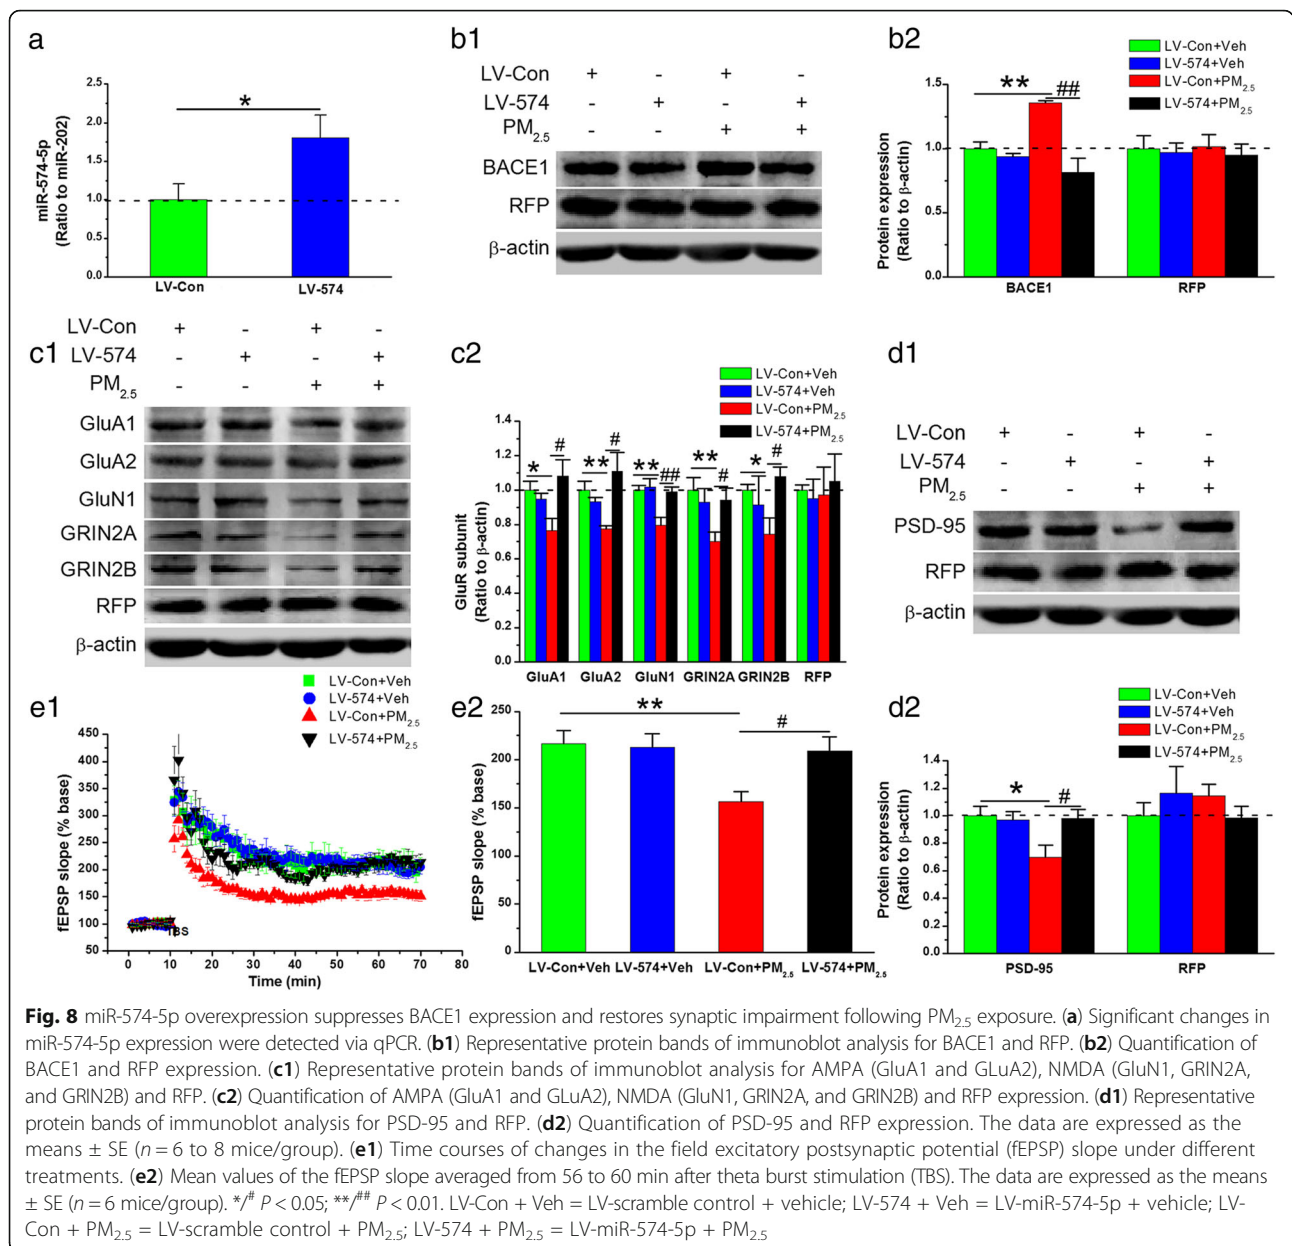 a
miR-574-5p
(Ratio to miR-202)
2.5
2.0
1.5
1.0
0.5
0.0
*
LV-Con
LV-574
b1
LV-Con + - + -
LV-574 - + - +
PM2.5 - - + +
BACE1
RFP
β-actin
b2
LV-Con+Veh
LV-574+Veh
LV-Con+PM2.5
LV-574+PM2.5
Protein expression
(Ratio to β-actin)
1.5
1.0
0.5
0.0
** ##
BACE1 RFP
c1
LV-Con + - + -
LV-574 - + - +
PM2.5 - - + +
GluA1
GluA2
GluN1
GRIN2A
GRIN2B
RFP
β-actin
c2
LV-Con+Veh
LV-574+Veh
LV-Con+PM2.5
LV-574+PM2.5
GluR subunit
(Ratio to β-actin)
1.4
1.2
1.0
0.8
0.6
0.4
0.2
0.0
* # ** # ** ## ** # * #
GluA1 GluA2 GluN1 GRIN2A GRIN2B RFP
d1
LV-Con + - + -
LV-574 - + - +
PM2.5 - - + +
PSD-95
RFP
β-actin
e1
LV-Con+Veh
LV-574+Veh
LV-Con+PM2.5
LV-574+PM2.5
fEPSP slope (% base)
450
400
350
300
250
200
150
100
50
TBS
0 10 20 30 40 50 60 70 80
Time (min)
e2
fEPSP slope (% base)
250
200
150
100
50
0
** #
LV-Con+Veh LV-574+Veh LV-Con+PM2.5 LV-574+PM2.5
d2
LV-Con+Veh
LV-574+Veh
LV-Con+PM2.5
LV-574+PM2.5
Protein expression
(Ratio to β-actin)
1.4
1.2
1.0
0.8
0.6
0.4
0.2
0.0
* #
PSD-95 RFP
Fig. 8 miR-574-5p overexpression suppresses BACE1 expression and restores synaptic impairment following PM2.5 exposure. (a) Significant changes in
miR-574-5p expression were detected via qPCR. (b1) Representative protein bands of immunoblot analysis for BACE1 and RFP. (b2) Quantification of
BACE1 and RFP expression. (c1) Representative protein bands of immunoblot analysis for AMPA (GluA1 and GLuA2), NMDA (GluN1, GRIN2A,
and GRIN2B) and RFP. (c2) Quantification of AMPA (GluA1 and GLuA2), NMDA (GluN1, GRIN2A, and GRIN2B) and RFP expression. (d1) Representative
protein bands of immunoblot analysis for PSD-95 and RFP. (d2) Quantification of PSD-95 and RFP expression. The data are expressed as the
means ± SE (n = 6 to 8 mice/group). (e1) Time courses of changes in the field excitatory postsynaptic potential (fEPSP) slope under different
treatments. (e2) Mean values of the fEPSP slope averaged from 56 to 60 min after theta burst stimulation (TBS). The data are expressed as the means
± SE (n = 6 mice/group). */# P < 0.05; **/## P < 0.01. LV-Con + Veh = LV-scramble control + vehicle; LV-574 + Veh = LV-miR-574-5p + vehicle; LV-
Con + PM2.5 = LV-scramble control + PM2.5; LV-574 + PM2.5 = LV-miR-574-5p + PM2.5